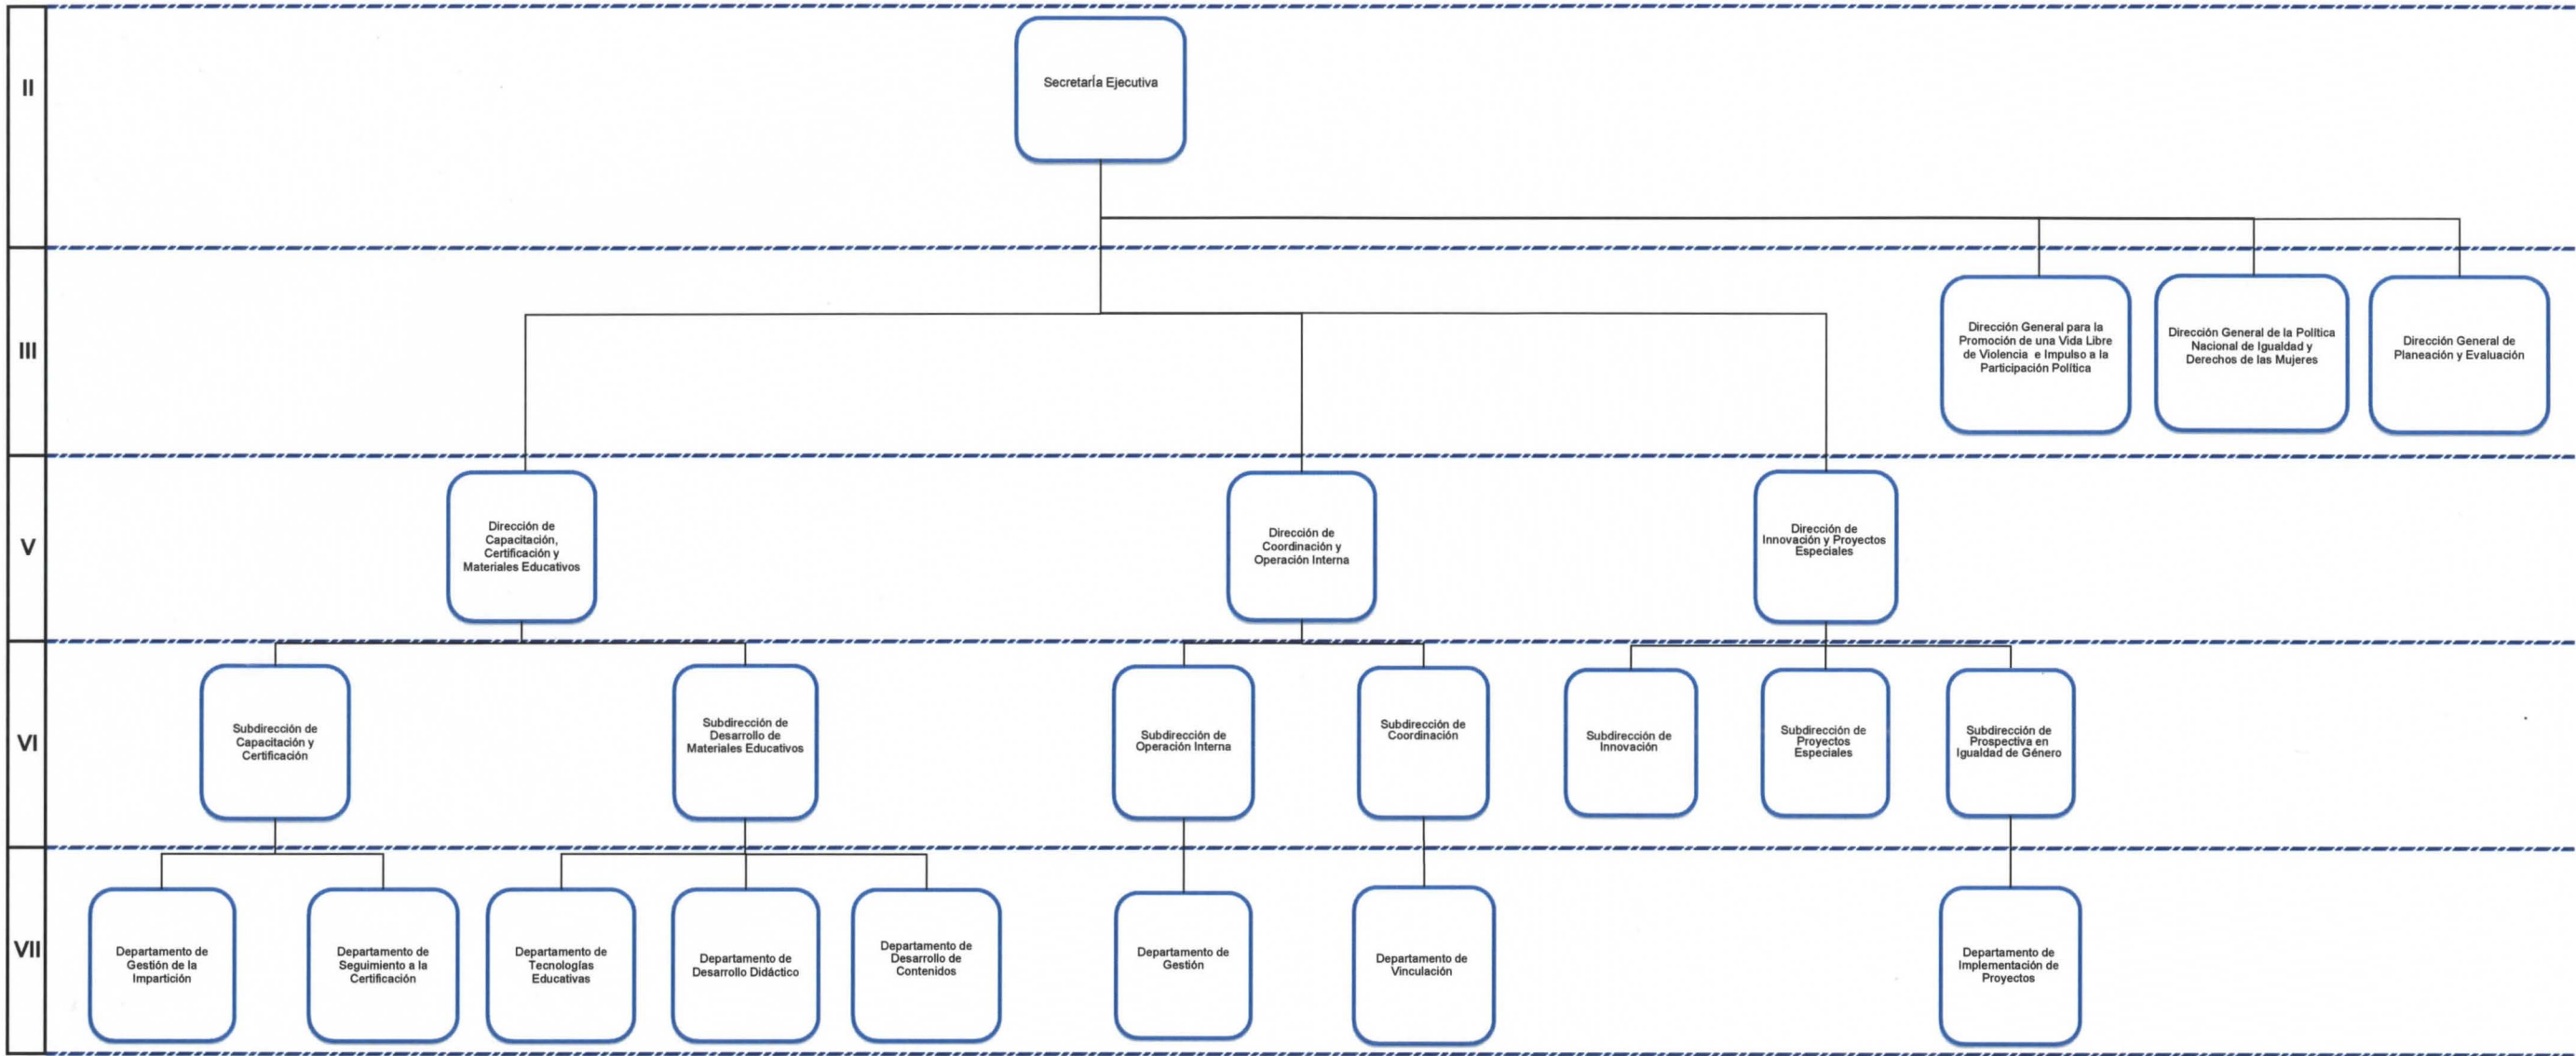 II
Secretaría Ejecutiva
III
Dirección General para la
Promoción de una Vida Libre
de Violencia e Impulso a la
Participación Política
Dirección General de la Política
Nacional de Igualdad y
Derechos de las Mujeres
Dirección General de
Planeación y Evaluación
V
Dirección de
Capacitación,
Certificación y
Materiales Educativos
Dirección de
Coordinación y
Operación Interna
Dirección de
Innovación y Proyectos
Especiales
VI
Subdirección de
Capacitación y
Certificación
Subdirección de
Desarrollo de
Materiales Educativos
Subdirección de
Operación Interna
Subdirección de
Coordinación
Subdirección de
Innovación
Subdirección de
Proyectos
Especiales
Subdirección de
Prospectiva en
Igualdad de Género
VII
Departamento de
Gestión de la
Impartición
Departamento de
Seguimiento a la
Certificación
Departamento de
Tecnologías
Educativas
Departamento de
Desarrollo Didáctico
Departamento de
Desarrollo de
Contenidos
Departamento de
Gestión
Departamento de
Vinculación
Departamento de
Implementación de
Proyectos